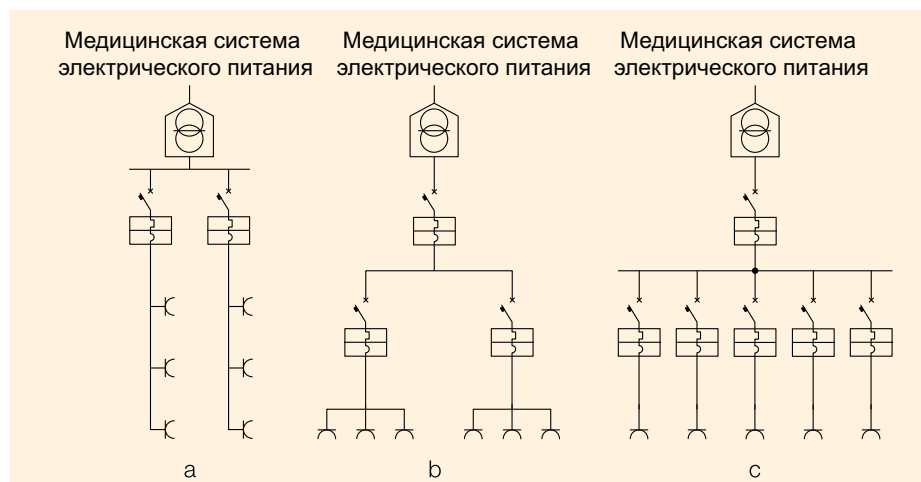 Медицинская система
электрического питания
Медицинская система
электрического питания
Медицинская система
электрического питания
a
b
c